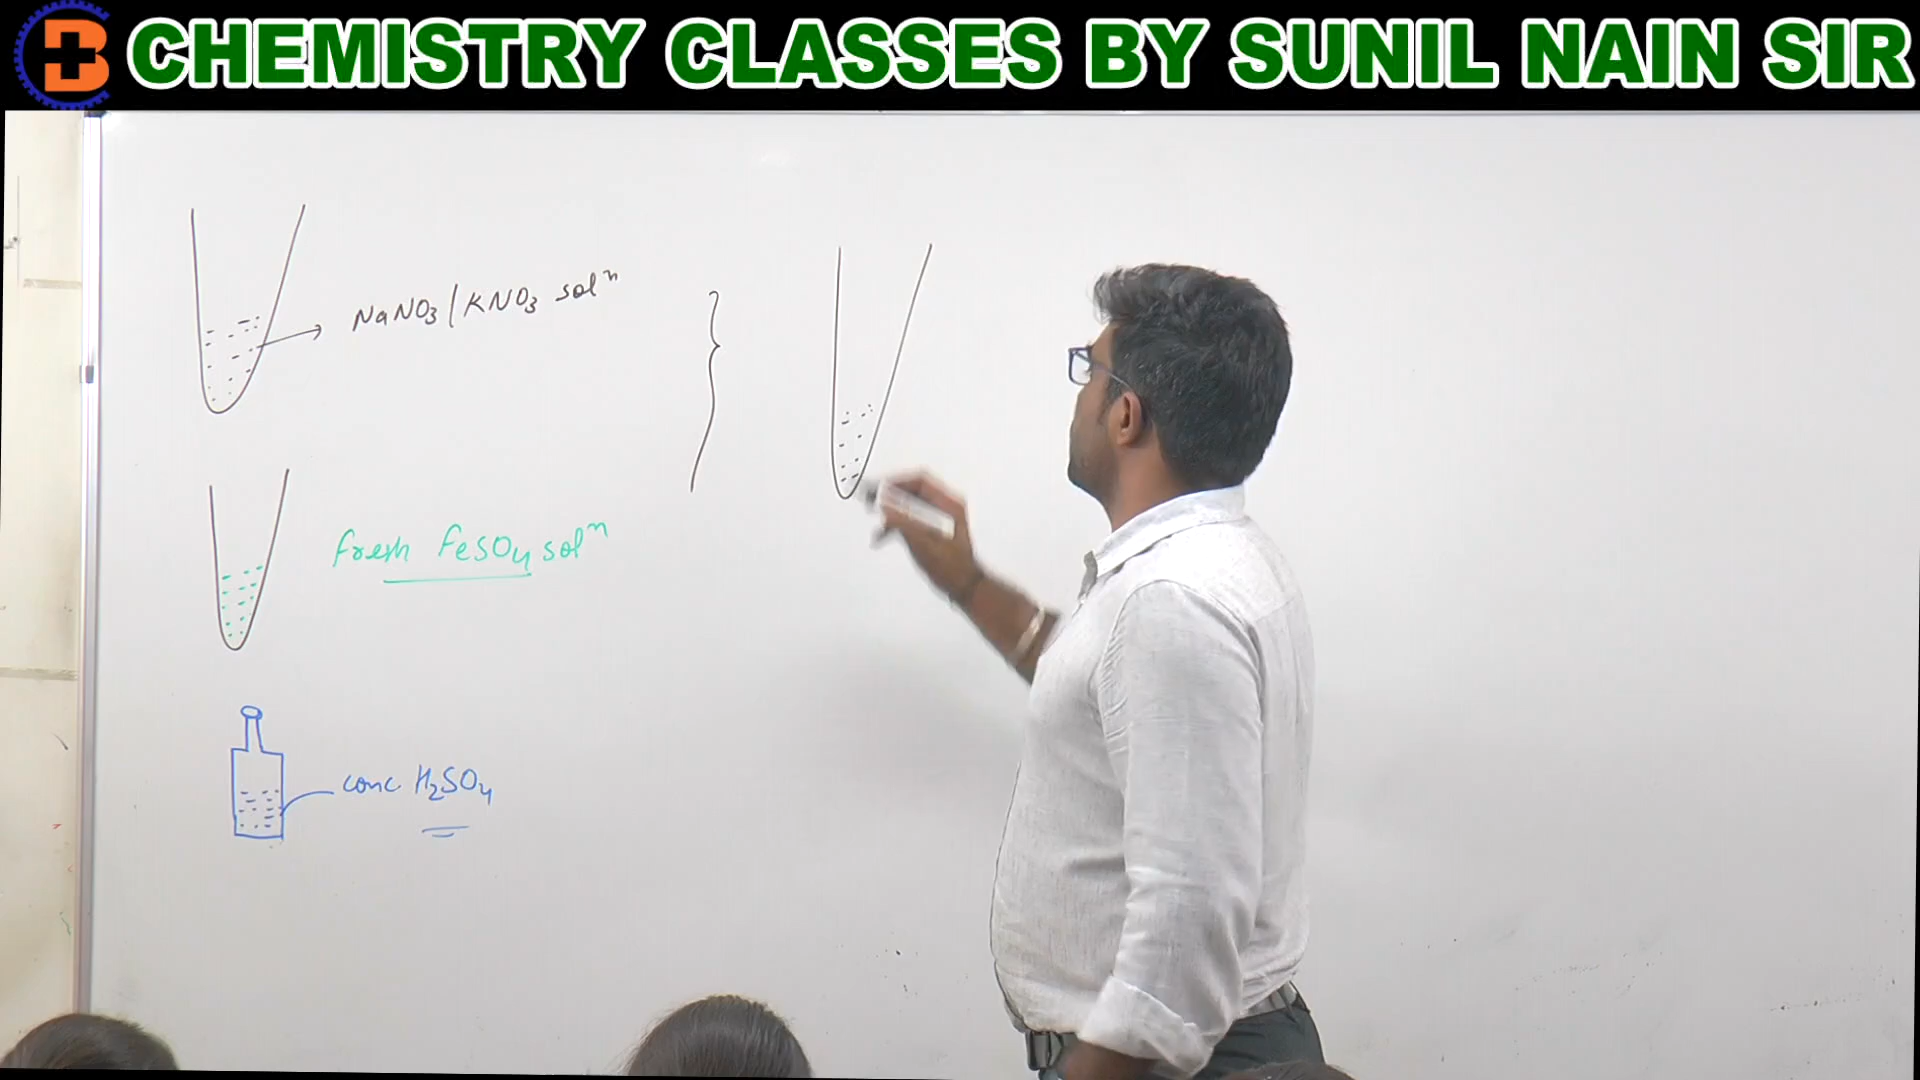 CHEMISTRY CLASSES BY SUNIL NAIN SIR
NaNO₃/KNO₃ solⁿ
fresh FeSO₄ solⁿ
conc. H₂SO₄